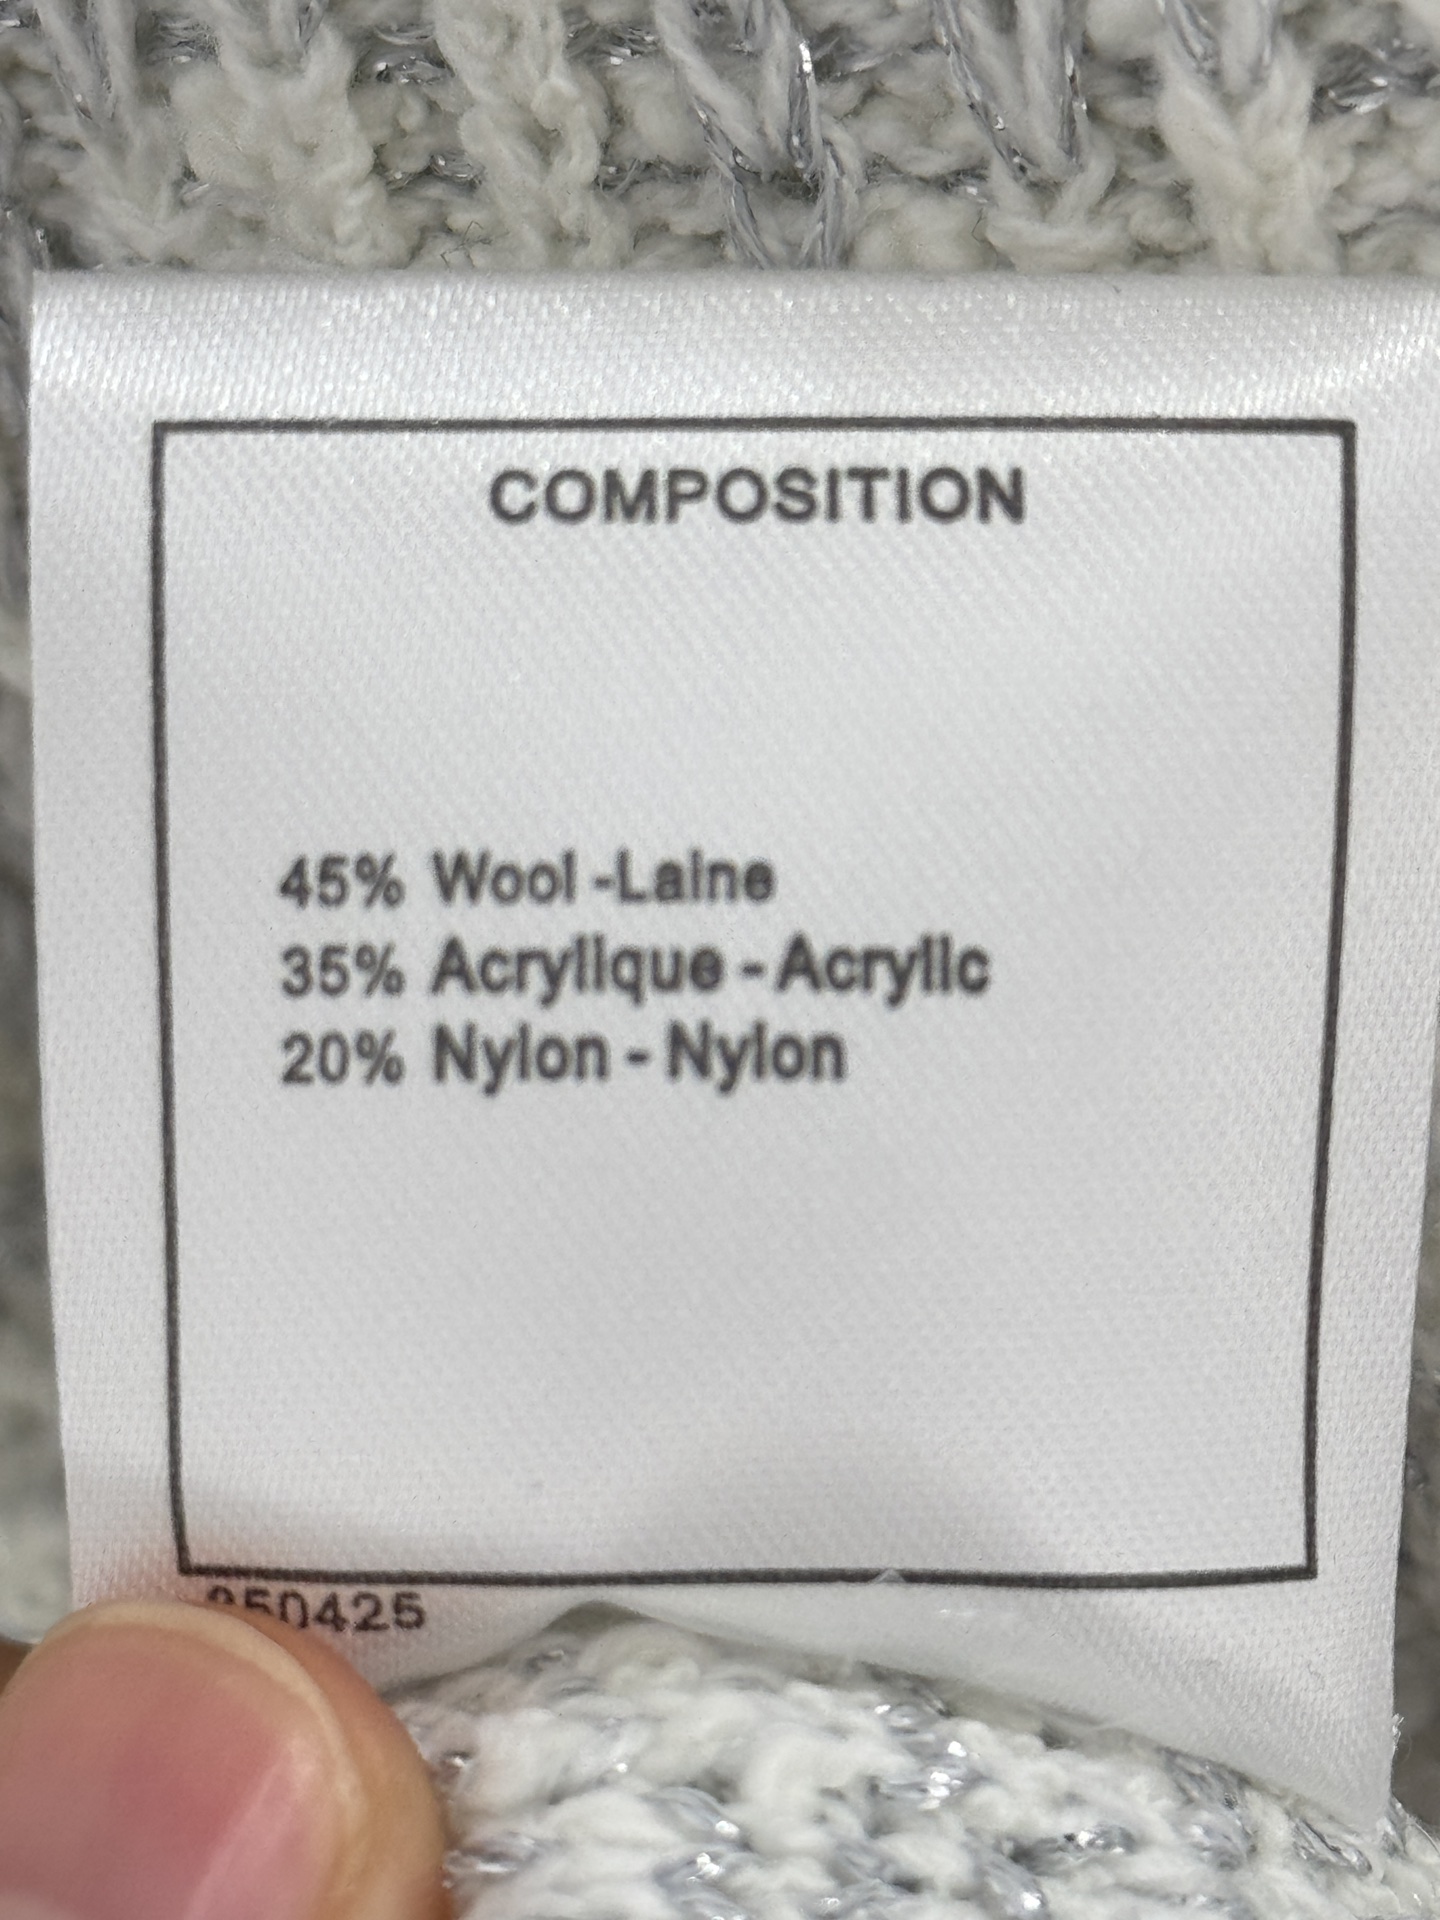 COMPOSITION
45% Wool -Laine
35% Acrylique - Acrylic
20% Nylon - Nylon